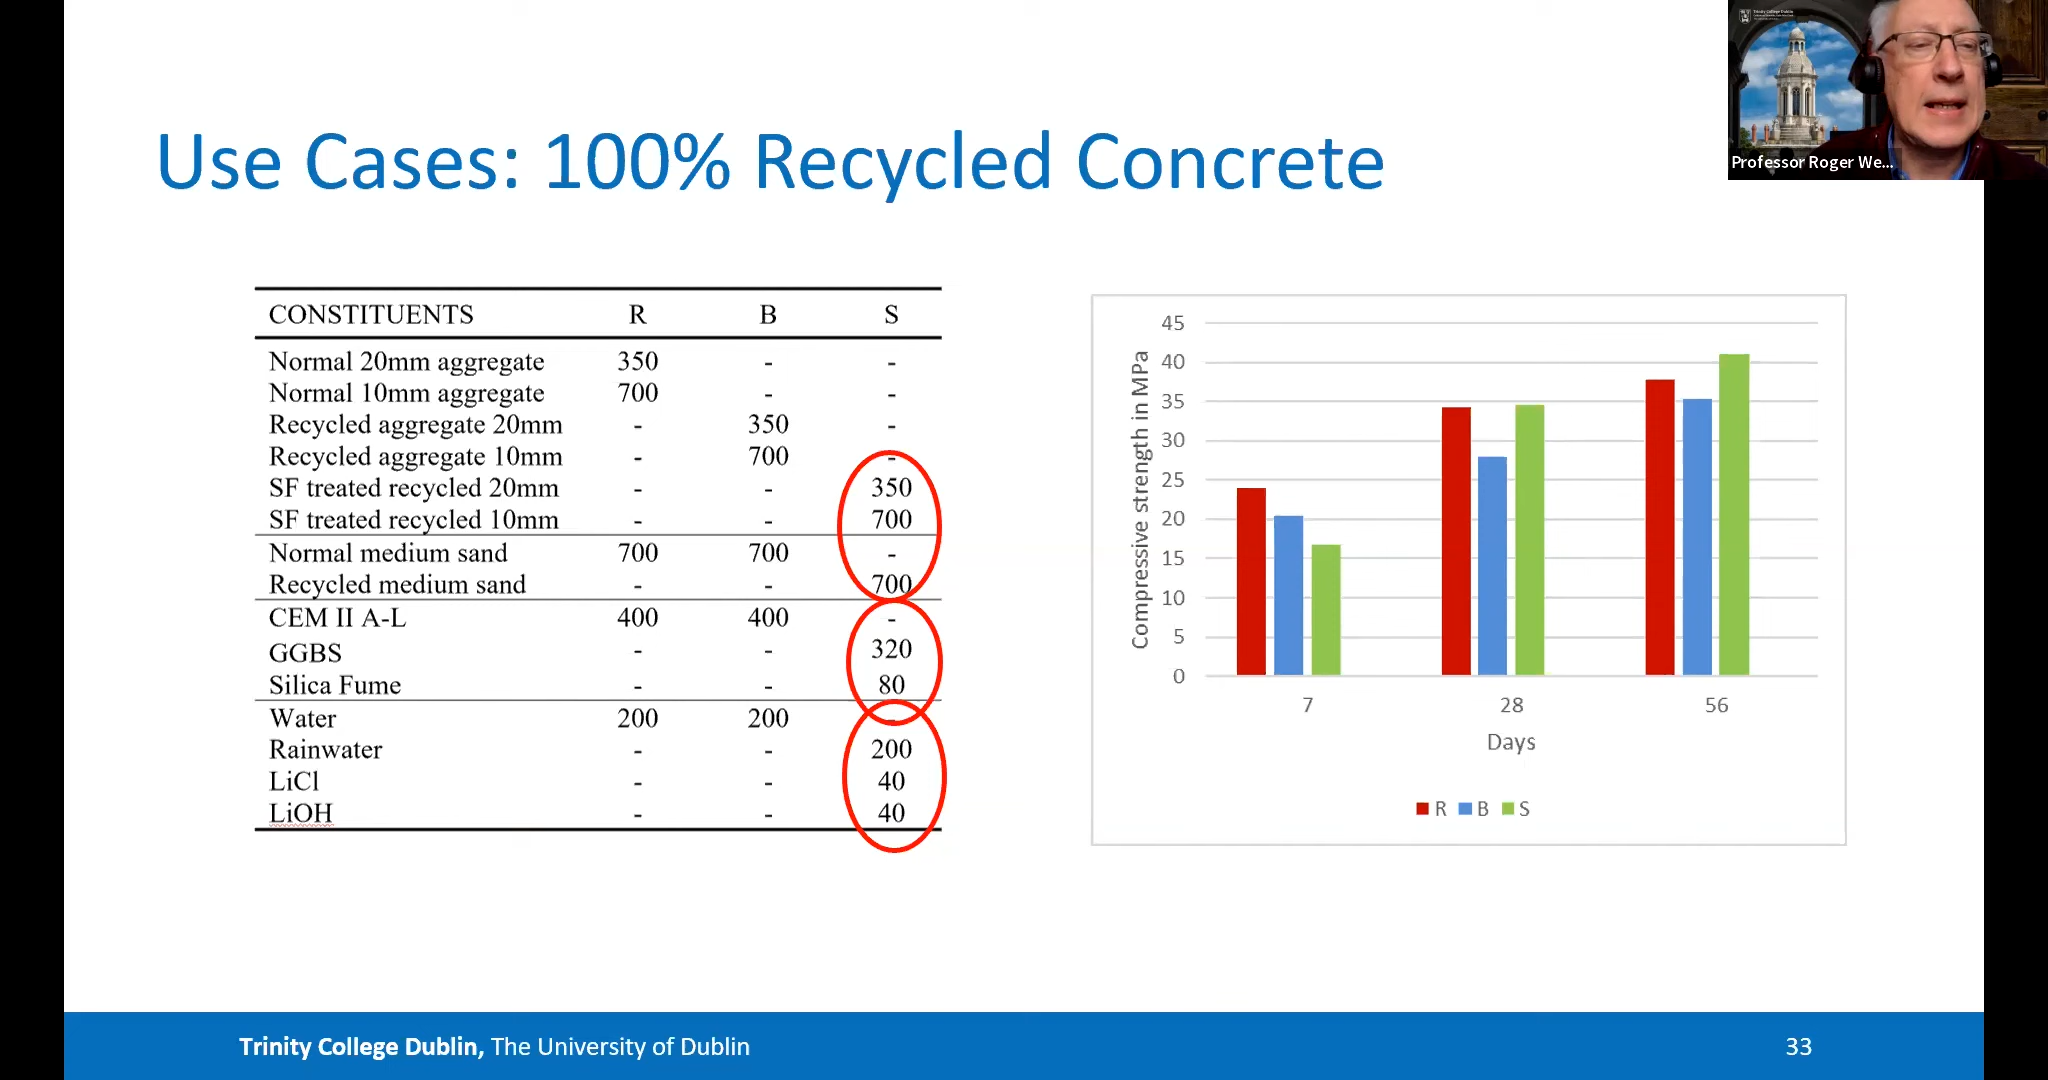 Trinity College Dublin
Professor Roger We...
Use Cases: 100% Recycled Concrete
CONSTITUENTS R B S
Normal 20mm aggregate 350 - -
Normal 10mm aggregate 700 - -
Recycled aggregate 20mm - 350 -
Recycled aggregate 10mm - 700 -
SF treated recycled 20mm - - 350
SF treated recycled 10mm - - 700
Normal medium sand 700 700 -
Recycled medium sand - - 700
CEM II A-L 400 400 -
GGBS - - 320
Silica Fume - - 80
Water 200 200 -
Rainwater - - 200
LiCl - - 40
LiOH - - 40
Compressive strength in MPa
45
40
35
30
25
20
15
10
5
0
7 28 56
Days
R B S
Trinity College Dublin, The University of Dublin
33